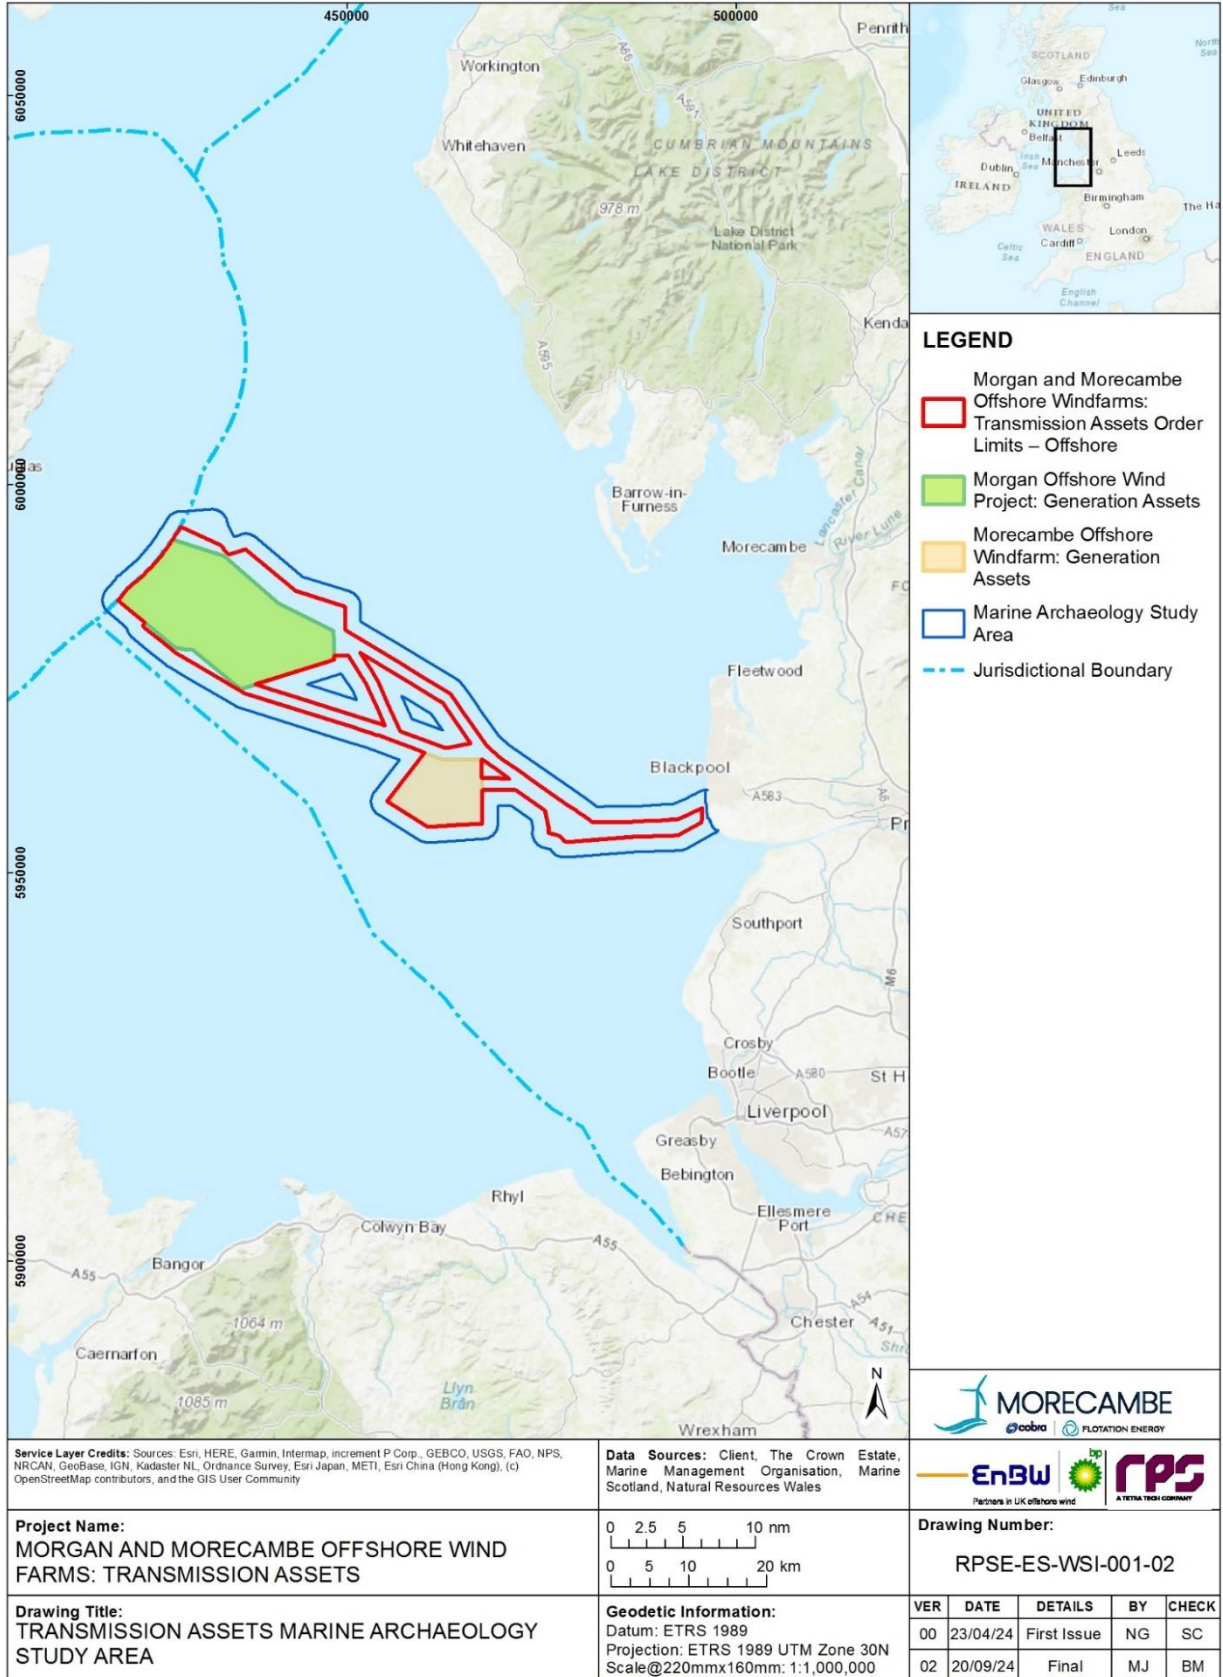 450000
500000
6050000
6000000
5950000
5900000
Penrith
Workington
A66
A591
Whitehaven
CUMBRIAN MOUNTAINS
LAKE DISTRICT
978 m
Lake District
National Park
Kenda
A595
Barrow-in-
Furness
Lancaster Canal
River Lune
Morecambe
Fleetwood
Blackpool
A583
A6
Pr
Southport
M6
Crosby
Bootle
A580
St H
Liverpool
A57
Greasby
Bebington
Rhyl
Ellesmere
Port
CHE
Colwyn Bay
A55
Bangor
A55
A54
1064 m
Chester
A51
Shr
Caernarfon
Llyn
Brân
1085 m
Wrexham
N
Sea
North
Sea
SCOTLAND
Glasgow
Edinburgh
UNITED
KINGDOM
Belfast
Irish
Sea
Leeds
Dublin
Manchester
IRELAND
Birmingham
The Ha
WALES
London
Cardiff
Celtic
Sea
ENGLAND
English
Channel
LEGEND
Morgan and Morecambe
Offshore Windfarms:
Transmission Assets Order
Limits – Offshore
Morgan Offshore Wind
Project: Generation Assets
Morecambe Offshore
Windfarm: Generation
Assets
Marine Archaeology Study
Area
Jurisdictional Boundary
MORECAMBE
cobra
FLOTATION ENERGY
EnBW
bp
Partners in UK offshore wind
rps
A TETRA TECH COMPANY
Service Layer Credits: Sources: Esri, HERE, Garmin, Intermap, increment P Corp., GEBCO, USGS, FAO, NPS,
NRCAN, GeoBase, IGN, Kadaster NL, Ordnance Survey, Esri Japan, METI, Esri China (Hong Kong), (c)
OpenStreetMap contributors, and the GIS User Community
Data Sources: Client, The Crown Estate,
Marine Management Organisation, Marine
Scotland, Natural Resources Wales
Project Name:
MORGAN AND MORECAMBE OFFSHORE WIND
FARMS: TRANSMISSION ASSETS
0 2.5 5 10 nm
0 5 10 20 km
Drawing Number:
RPSE-ES-WSI-001-02
Drawing Title:
TRANSMISSION ASSETS MARINE ARCHAEOLOGY
STUDY AREA
Geodetic Information:
Datum: ETRS 1989
Projection: ETRS 1989 UTM Zone 30N
Scale@220mmx160mm: 1:1,000,000
VER DATE DETAILS BY CHECK
00 23/04/24 First Issue NG SC
02 20/09/24 Final MJ BM